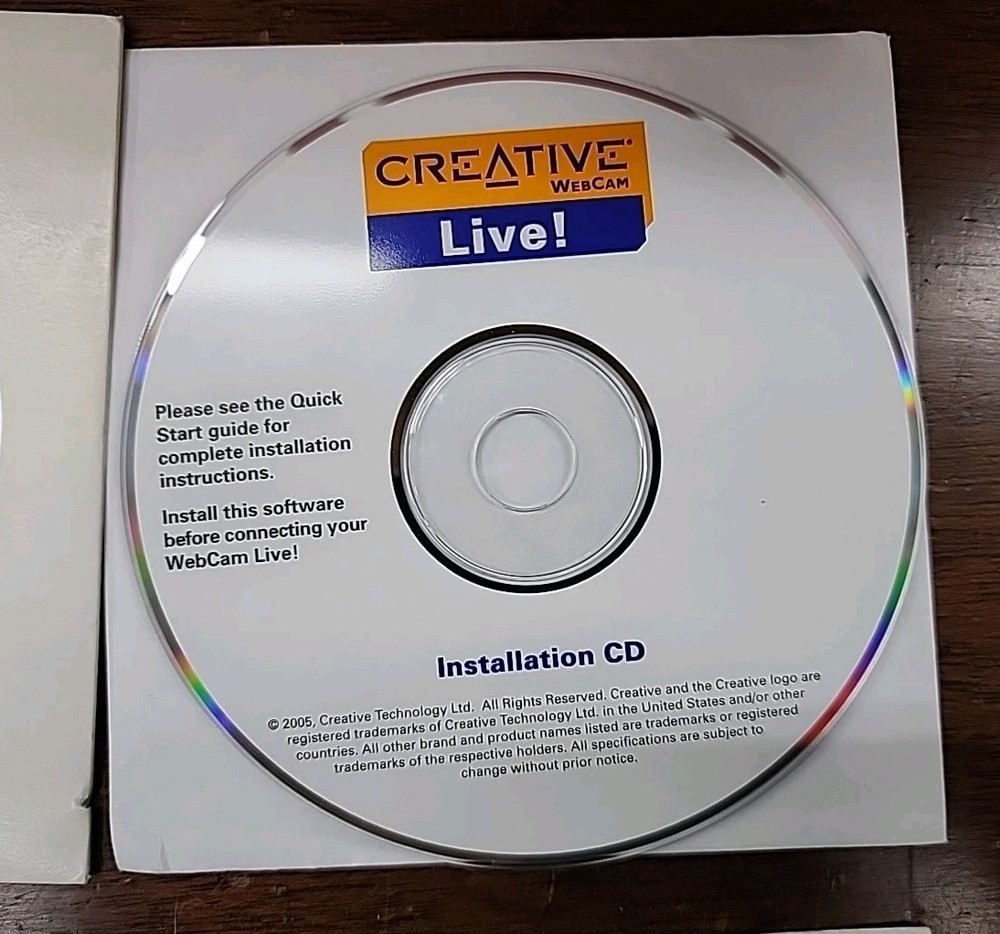 CREATIVE®
WEBCAM
Live!
Please see the Quick
Start guide for
complete installation
instructions.
Install this software
before connecting your
WebCam Live!
Installation CD
© 2005, Creative Technology Ltd. All Rights Reserved. Creative and the Creative logo are
registered trademarks of Creative Technology Ltd. in the United States and/or other
countries. All other brand and product names listed are trademarks or registered
trademarks of the respective holders. All specifications are subject to
change without prior notice.